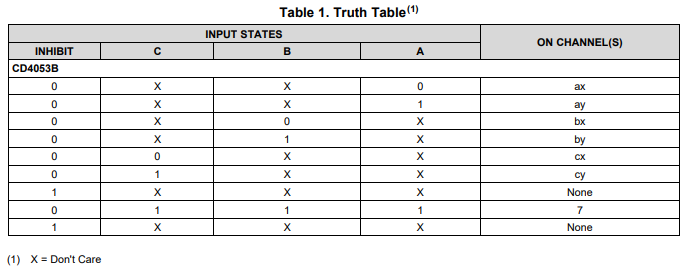 Table 1. Truth Table(1)
INPUT STATES ON CHANNEL(S)
INHIBIT C B A
CD4053B
0 X X 0 ax
0 X X 1 ay
0 X 0 X bx
0 X 1 X by
0 0 X X cx
0 1 X X cy
1 X X X None
0 1 1 1 7
1 X X X None
(1) X = Don't Care